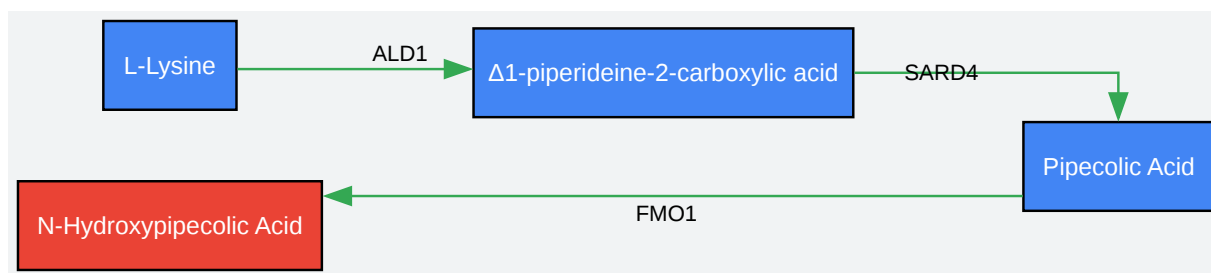 L-Lysine
ALD1
Δ1-piperideine-2-carboxylic acid
SARD4
Pipecolic Acid
FMO1
N-Hydroxypipecolic Acid